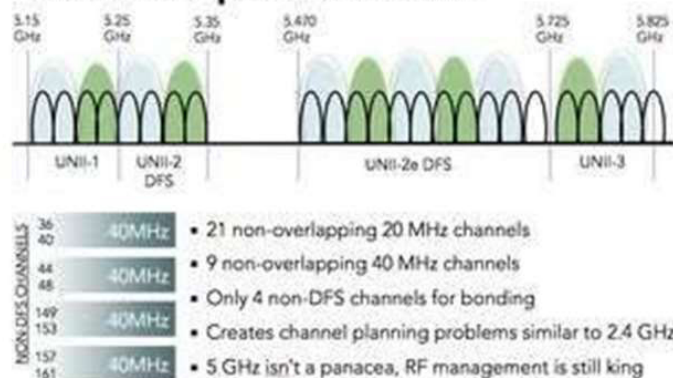 5.15 GHz
5.25 GHz
5.35 GHz
5.470 GHz
5.725 GHz
5.825 GHz
UNII-1
UNII-2 DFS
UNII-2e DFS
UNII-3
NON-DFS CHANNELS
36
40
40MHz
44
48
40MHz
149
153
40MHz
157
161
40MHz
▪ 21 non-overlapping 20 MHz channels
▪ 9 non-overlapping 40 MHz channels
▪ Only 4 non-DFS channels for bonding
▪ Creates channel planning problems similar to 2.4 GHz
▪ 5 GHz isn't a panacea, RF management is still king